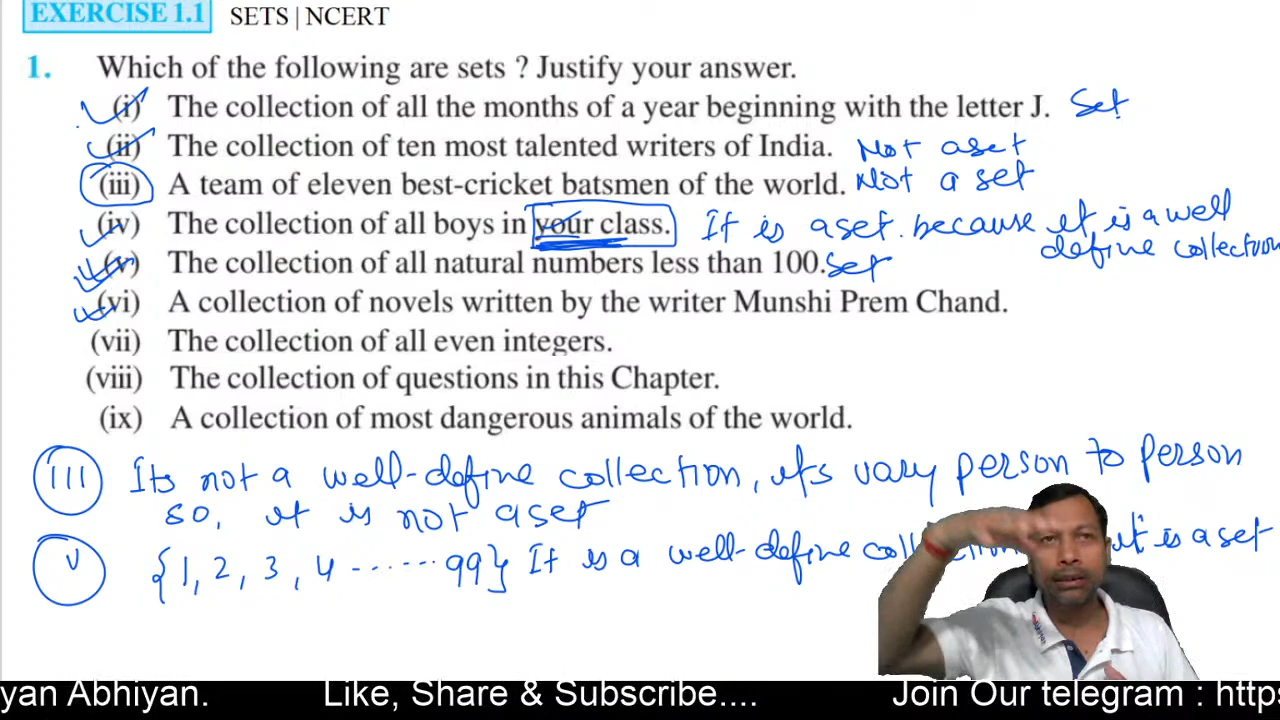 EXERCISE 1.1 SETS | NCERT
1. Which of the following are sets ? Justify your answer.
(i) The collection of all the months of a year beginning with the letter J. Set
(ii) The collection of ten most talented writers of India. Not a set
(iii) A team of eleven best-cricket batsmen of the world. Not a set
(iv) The collection of all boys in your class. It is a set. because it is a well
define collection
(v) The collection of all natural numbers less than 100. Set
(vi) A collection of novels written by the writer Munshi Prem Chand.
(vii) The collection of all even integers.
(viii) The collection of questions in this Chapter.
(ix) A collection of most dangerous animals of the world.
III Its not a well-define collection, it's vary person to person
so, it is not a set
V {1, 2, 3, 4 ...... 99} It is a well-define it is a set
yan Abhiyan. Like, Share & Subscribe.... Join Our telegram : https